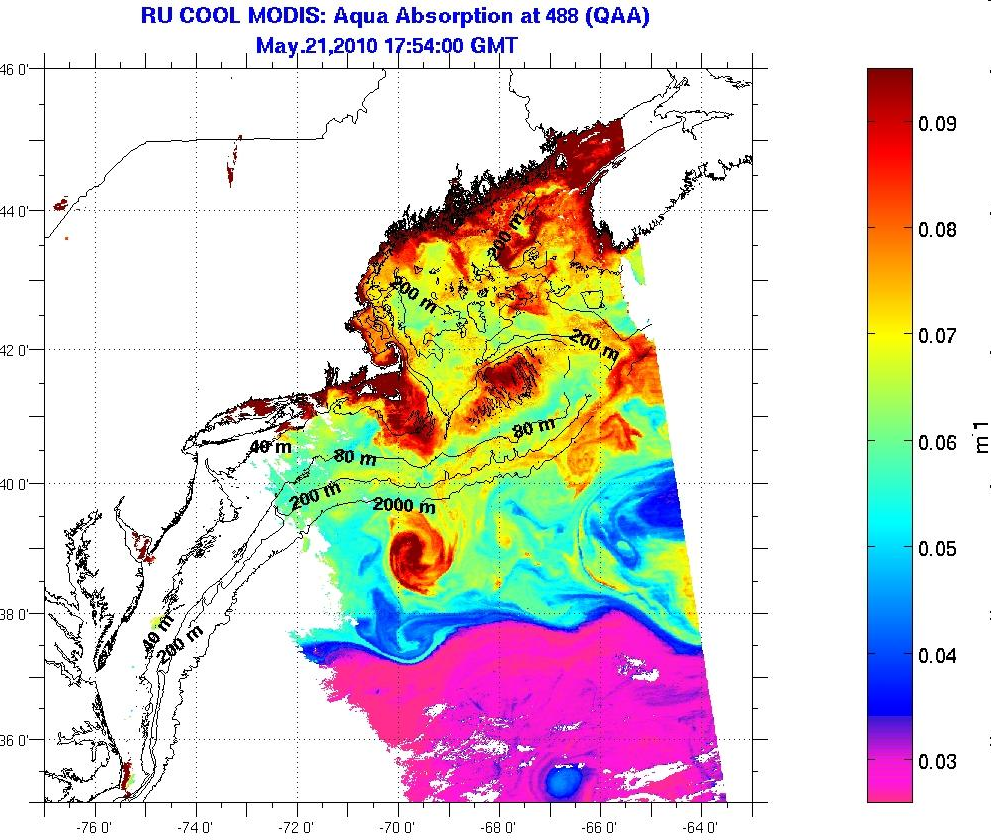 RU COOL MODIS: Aqua Absorption at 488 (QAA)
May.21,2010 17:54:00 GMT
46 0'
44 0'
42 0'
40 0'
38 0'
36 0'
-76 0'
-74 0'
-72 0'
-70 0'
-68 0'
-66 0'
-64 0'
200 m
200 m
200 m
80 m
40 m
80 m
200 m
2000 m
40 m
200 m
0.09
0.08
0.07
0.06
0.05
0.04
0.03
m-1